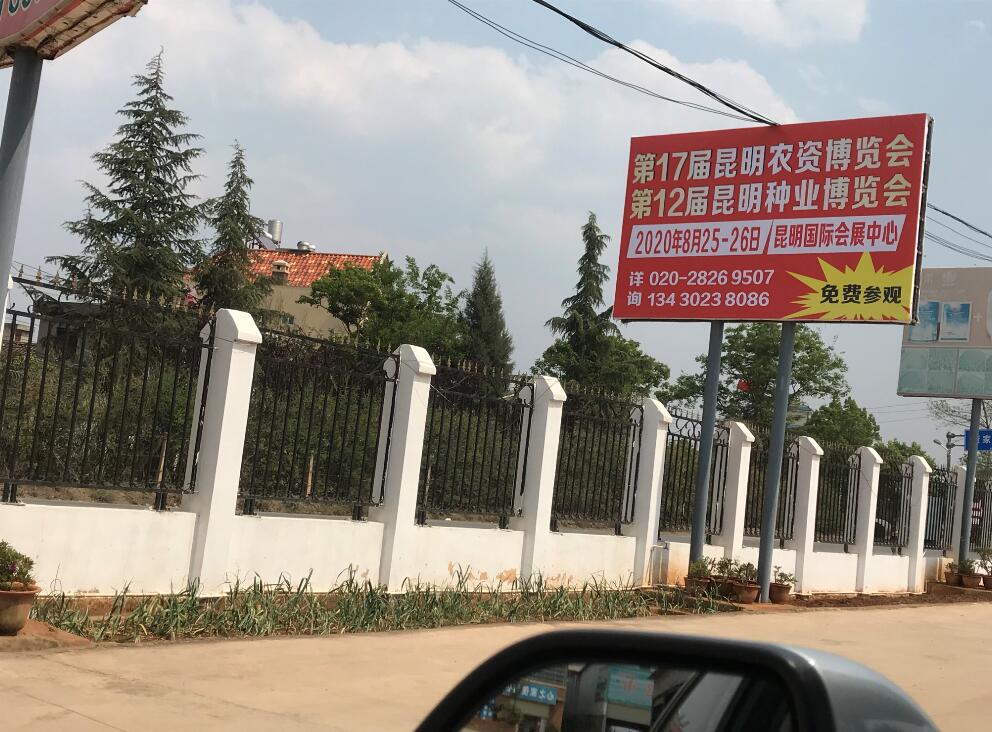 第17届昆明农资博览会
第12届昆明种业博览会
2020年8月25-26日/昆明国际会展中心
详询 020-2826 9507
134 3023 8086
免费参观